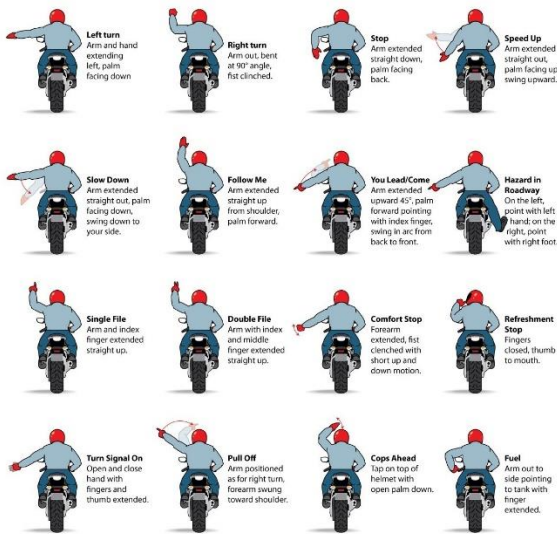 Left turn
Arm and hand
extending
left, palm
facing down
Right turn
Arm out, bent
at 90° angle,
fist clinched.
Stop
Arm extended
straight down,
palm facing
back.
Speed Up
Arm extended
straight out,
palm facing up
swing upward.
Slow Down
Arm extended
straight out, palm
facing down,
swing down to
your side.
Follow Me
Arm extended
straight up
from shoulder,
palm forward.
You Lead/Come
Arm extended
upward 45°, palm
forward pointing
with index finger,
swing in arc from
back to front.
Hazard in
Roadway
On the left,
point with left
hand; on the
right, point
with right foot.
Single File
Arm and index
finger extended
straight up.
Double File
Arm with index
and middle
finger extended
straight up.
Comfort Stop
Forearm
extended, fist
clenched with
short up and
down motion.
Refreshment
Stop
Fingers
closed, thumb
to mouth.
Turn Signal On
Open and close
hand with
fingers and
thumb extended.
Pull Off
Arm positioned
as for right turn,
forearm swung
toward shoulder.
Cops Ahead
Tap on top of
helmet with
open palm down.
Fuel
Arm out to
side pointing
to tank with
finger
extended.